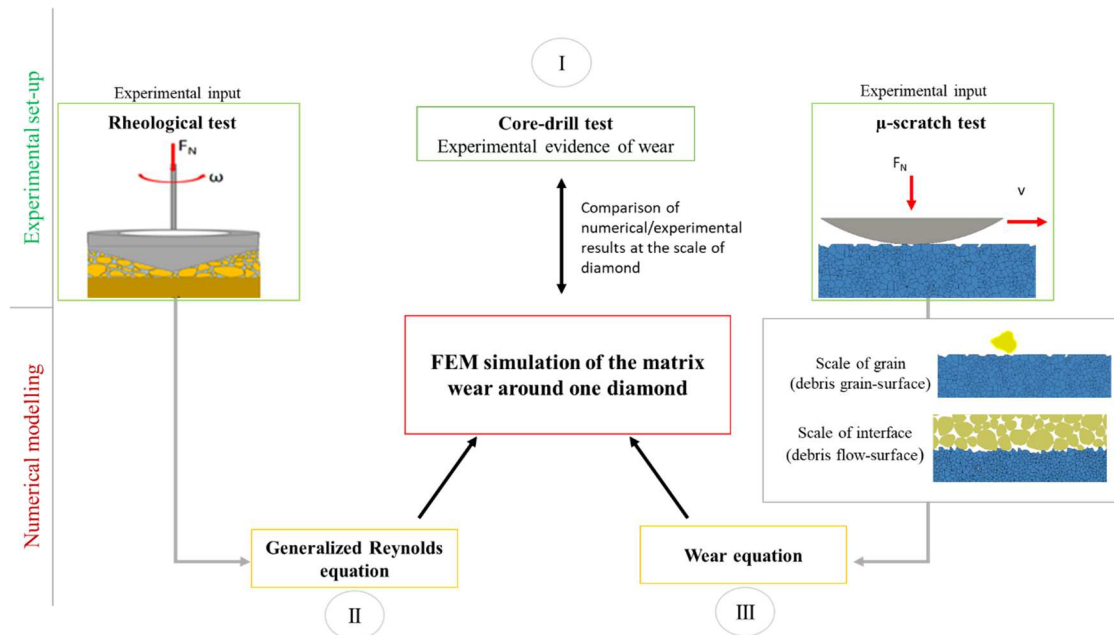 Experimental set-up
Numerical modelling
I
Experimental input
Rheological test
F_N
ω
Core-drill test
Experimental evidence of wear
Comparison of
numerical/experimental
results at the scale of
diamond
Experimental input
μ-scratch test
F_N
v
FEM simulation of the matrix
wear around one diamond
Scale of grain
(debris grain-surface)
Scale of interface
(debris flow-surface)
Generalized Reynolds
equation
Wear equation
II
III